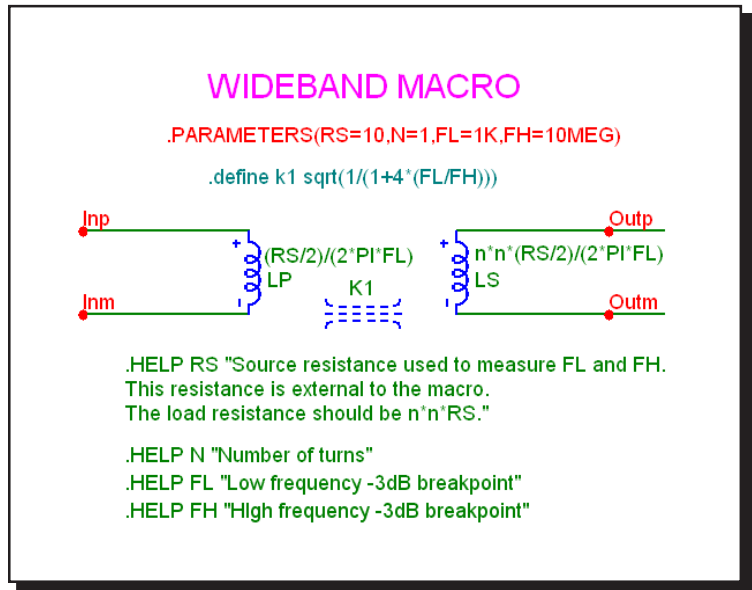 WIDEBAND MACRO
.PARAMETERS(RS=10,N=1,FL=1K,FH=10MEG)
.define k1 sqrt(1/(1+4*(FL/FH)))
Inp
Outp
+
(RS/2)/(2*PI*FL)
+
n*n*(RS/2)/(2*PI*FL)
LP
K1
LS
Inm
-
-
Outm
.HELP RS "Source resistance used to measure FL and FH.
This resistance is external to the macro.
The load resistance should be n*n*RS."
.HELP N "Number of turns"
.HELP FL "Low frequency -3dB breakpoint"
.HELP FH "HIgh frequency -3dB breakpoint"